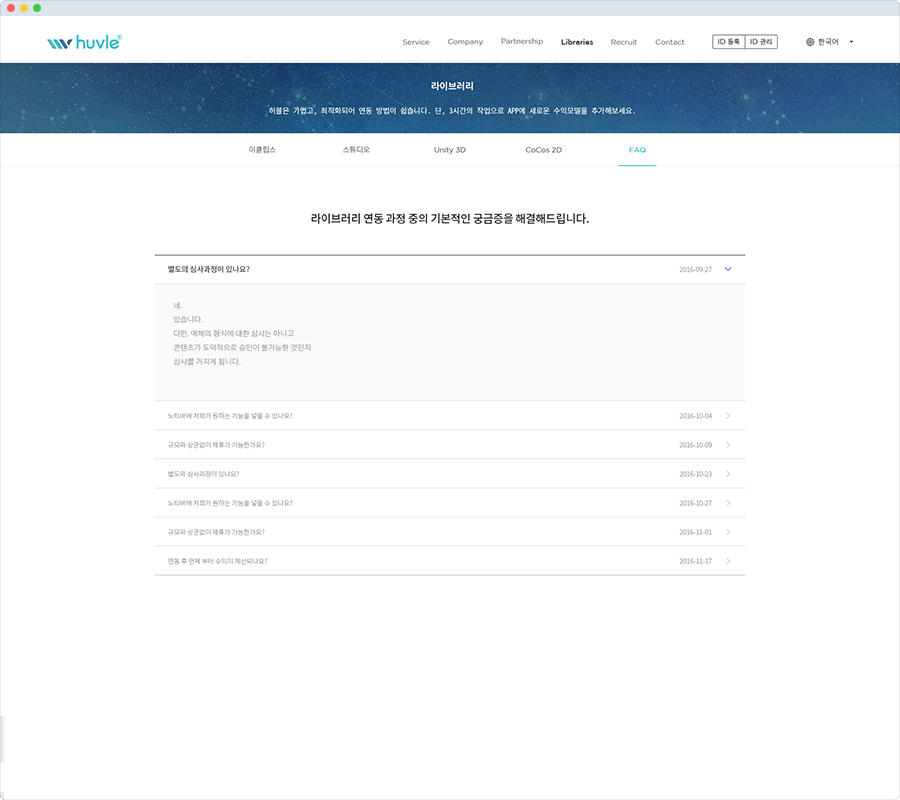 huvle®
Service Company Partnership Libraries Recruit Contact ID 등록 ID 관리 한국어
라이브러리
허블은 가볍고, 최적화되어 연동 방법이 쉽습니다. 단, 3시간의 작업으로 APP에 새로운 수익모델을 추가해보세요.
이클립스 스튜디오 Unity 3D CoCos 2D FAQ
라이브러리 연동 과정 중의 기본적인 궁금증을 해결해드립니다.
별도의 심사과정이 있나요? 2016-09-27
네.
있습니다.
다만, 매체의 형식에 대한 심사는 아니고
콘텐츠가 도덕적으로 승인이 불가능한 것인지
심사를 거치게 됩니다.
노티바에 저희가 원하는 기능을 넣을 수 있나요? 2016-10-04
규모와 상관없이 제휴가 가능한가요? 2016-10-09
별도의 심사과정이 있나요? 2016-10-23
노티바에 저희가 원하는 기능을 넣을 수 있나요? 2016-10-27
규모와 상관없이 제휴가 가능한가요? 2016-11-01
연동 후 언제 부터 수익이 계산되나요? 2016-11-17